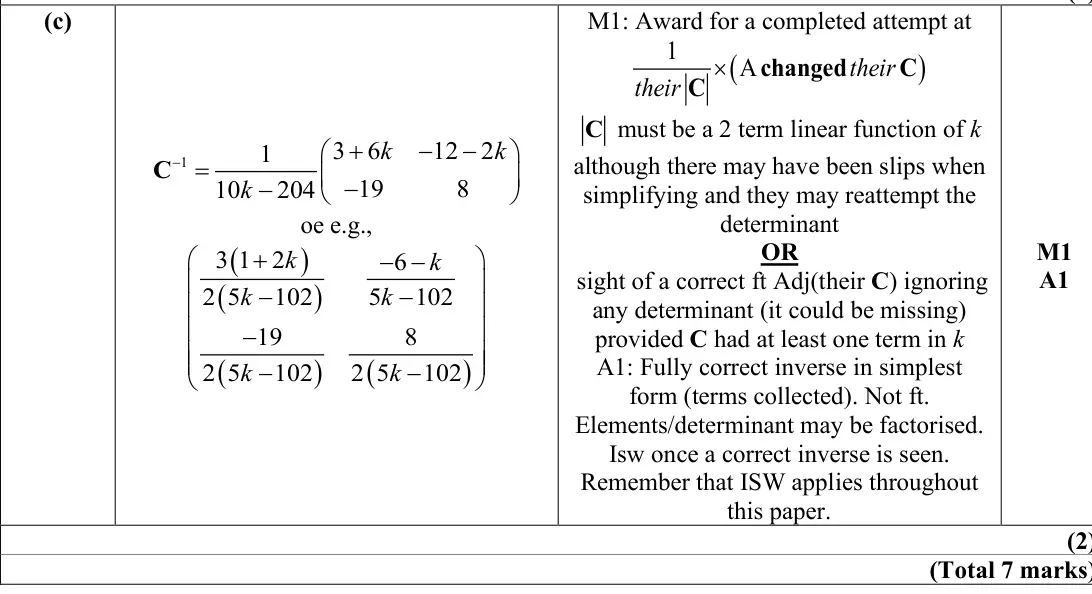 (c)
M1: Award for a completed attempt at
1
their |C| × (A changed their C)
|C| must be a 2 term linear function of k
although there may have been slips when
simplifying and they may reattempt the
determinant
OR
sight of a correct ft Adj(their C) ignoring
any determinant (it could be missing)
provided C had at least one term in k
A1: Fully correct inverse in simplest
form (terms collected). Not ft.
Elements/determinant may be factorised.
Isw once a correct inverse is seen.
Remember that ISW applies throughout
this paper.
C⁻¹ = 1/(10k − 204) (3 + 6k −12 − 2k
−19 8)
oe e.g.,
3(1 + 2k)/2(5k − 102) −6 − k/5k − 102
−19/2(5k − 102) 8/2(5k − 102)
M1
A1
(2)
(Total 7 marks)